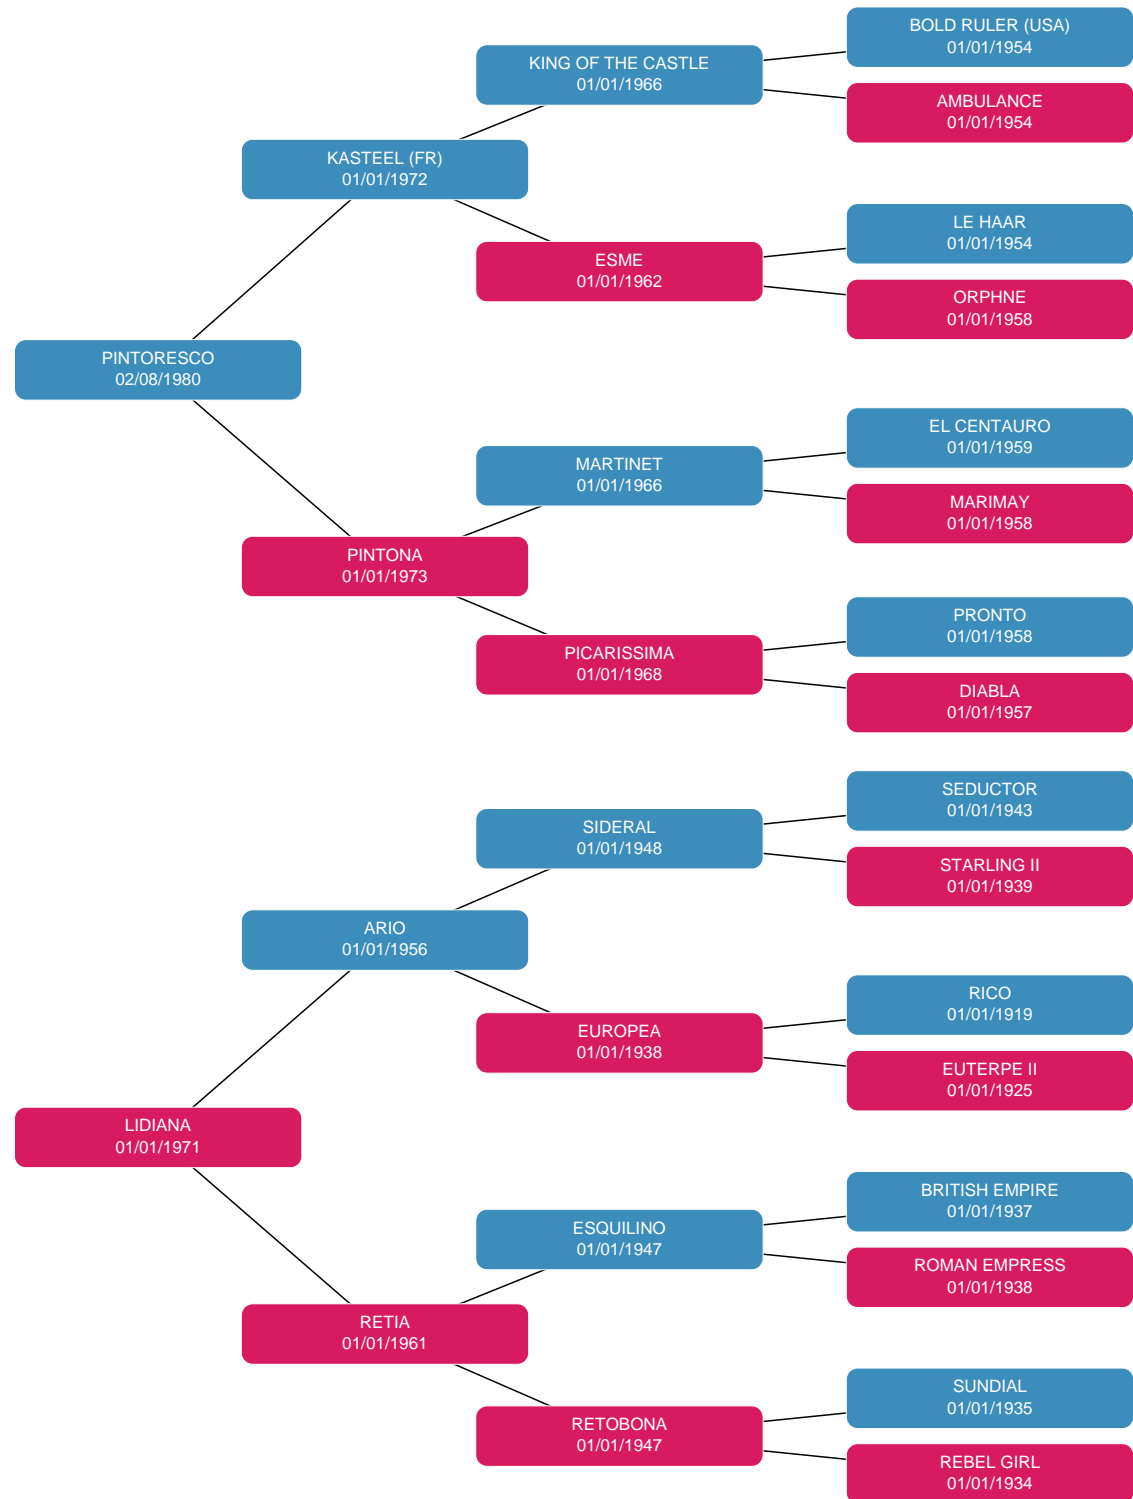 BOLD RULER (USA)
01/01/1954
KING OF THE CASTLE
01/01/1966
AMBULANCE
01/01/1954
KASTEEL (FR)
01/01/1972
LE HAAR
01/01/1954
ESME
01/01/1962
ORPHNE
01/01/1958
PINTORESCO
02/08/1980
EL CENTAURO
01/01/1959
MARTINET
01/01/1966
MARIMAY
01/01/1958
PINTONA
01/01/1973
PRONTO
01/01/1958
PICARISSIMA
01/01/1968
DIABLA
01/01/1957
SEDUCTOR
01/01/1943
SIDERAL
01/01/1948
STARLING II
01/01/1939
ARIO
01/01/1956
RICO
01/01/1919
EUROPEA
01/01/1938
EUTERPE II
01/01/1925
LIDIANA
01/01/1971
BRITISH EMPIRE
01/01/1937
ESQUILINO
01/01/1947
ROMAN EMPRESS
01/01/1938
RETIA
01/01/1961
SUNDIAL
01/01/1935
RETOBONA
01/01/1947
REBEL GIRL
01/01/1934